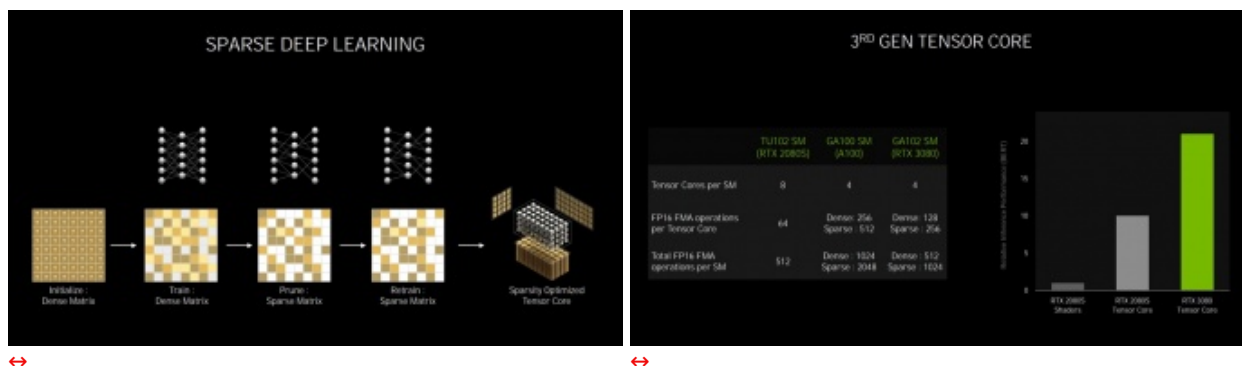 SPARSE DEEP LEARNING
Initialize :
Dense Matrix
Train :
Dense Matrix
Prune :
Sparse Matrix
Retrain :
Sparse Matrix
Sparsity Optimized
Tensor Core
3RD GEN TENSOR CORE
TU102 SM
(RTX 2080S)
GA100 SM
(A100)
GA102 SM
(RTX 3080)
Tensor Cores per SM
8
4
4
FP16 FMA operations
per Tensor Core
64
Dense: 256
Sparse : 512
Dense: 128
Sparse : 256
Total FP16 FMA
operations per SM
512
Dense : 1024
Sparse : 2048
Dense : 512
Sparse : 1024
20
15
10
5
0
RTX 2080S
Shaders
RTX 2080S
Tensor Core
RTX 3080
Tensor Core